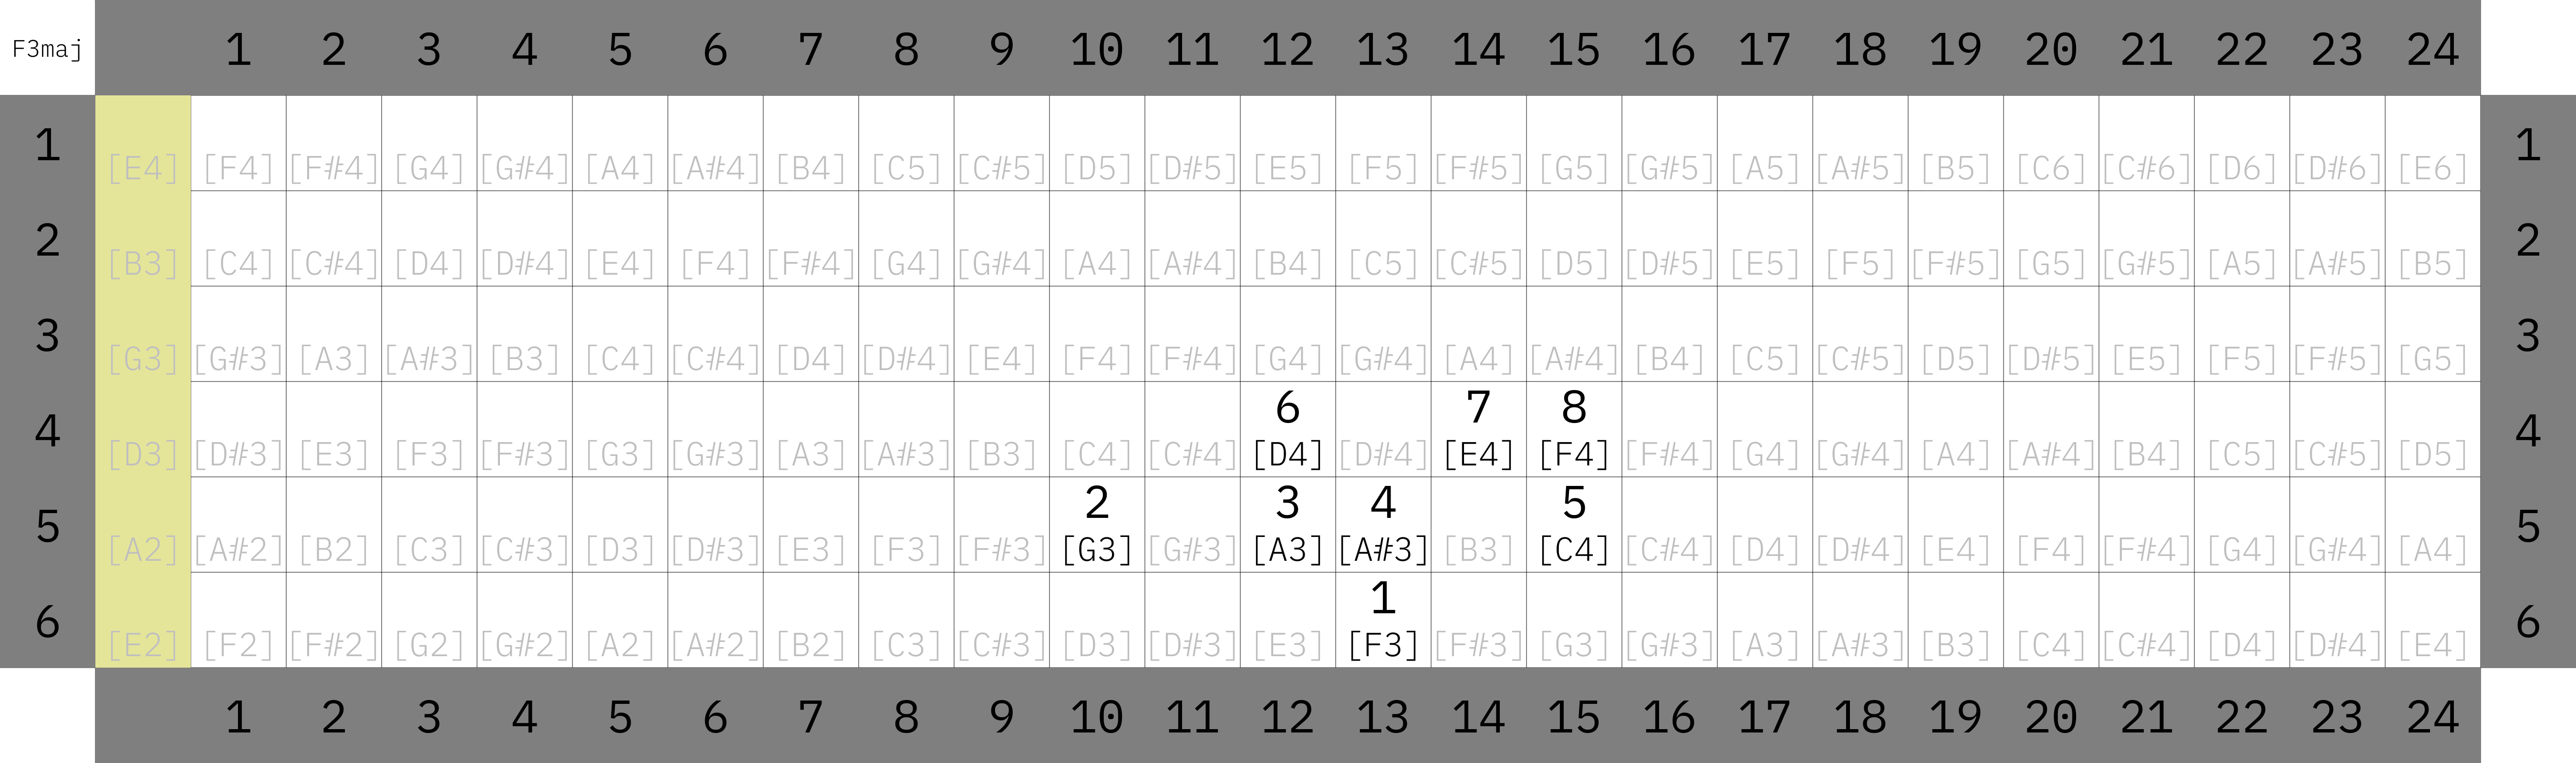 F3maj 1 2 3 4 5 6 7 8 9 10 11 12 13 14 15 16 17 18 19 20 21 22 23 24
1 [E4] [F4] [F#4] [G4] [G#4] [A4] [A#4] [B4] [C5] [C#5] [D5] [D#5] [E5] [F5] [F#5] [G5] [G#5] [A5] [A#5] [B5] [C6] [C#6] [D6] [D#6] [E6] 1
2 [B3] [C4] [C#4] [D4] [D#4] [E4] [F4] [F#4] [G4] [G#4] [A4] [A#4] [B4] [C5] [C#5] [D5] [D#5] [E5] [F5] [F#5] [G5] [G#5] [A5] [A#5] [B5] 2
3 [G3] [G#3] [A3] [A#3] [B3] [C4] [C#4] [D4] [D#4] [E4] [F4] [F#4] [G4] [G#4] [A4] [A#4] [B4] [C5] [C#5] [D5] [D#5] [E5] [F5] [F#5] [G5] 3
6 7 8
4 [D3] [D#3] [E3] [F3] [F#3] [G3] [G#3] [A3] [A#3] [B3] [C4] [C#4] [D4] [D#4] [E4] [F4] [F#4] [G4] [G#4] [A4] [A#4] [B4] [C5] [C#5] [D5] 4
2 3 4 5
5 [A2] [A#2] [B2] [C3] [C#3] [D3] [D#3] [E3] [F3] [F#3] [G3] [G#3] [A3] [A#3] [B3] [C4] [C#4] [D4] [D#4] [E4] [F4] [F#4] [G4] [G#4] [A4] 5
1
6 [E2] [F2] [F#2] [G2] [G#2] [A2] [A#2] [B2] [C3] [C#3] [D3] [D#3] [E3] [F3] [F#3] [G3] [G#3] [A3] [A#3] [B3] [C4] [C#4] [D4] [D#4] [E4] 6
1 2 3 4 5 6 7 8 9 10 11 12 13 14 15 16 17 18 19 20 21 22 23 24